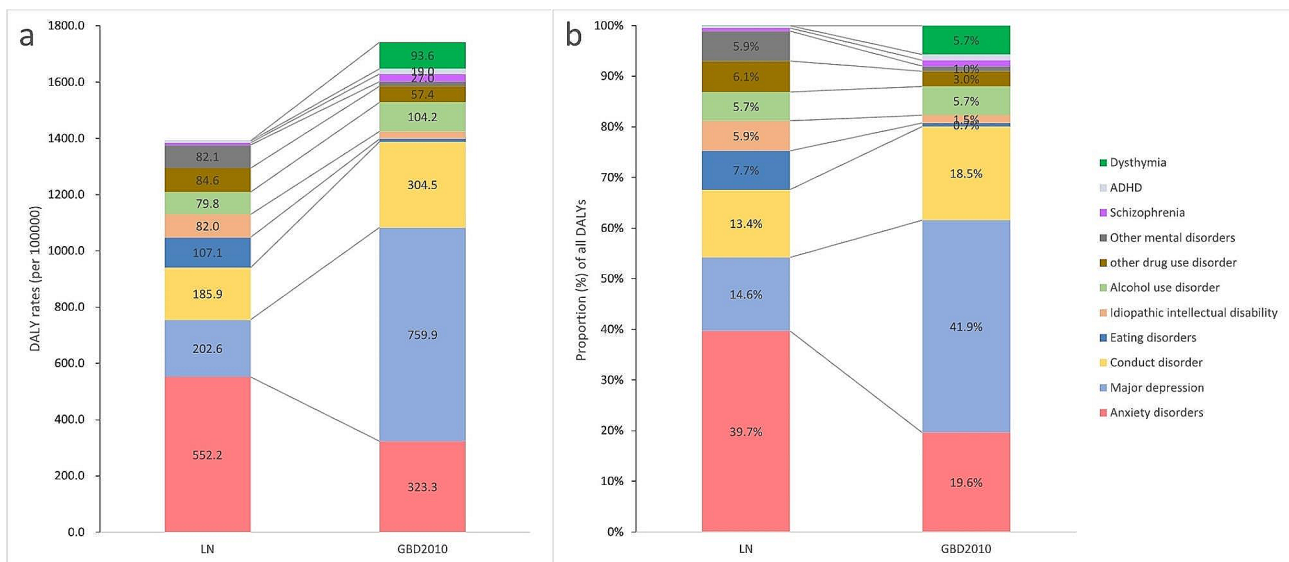 a
DALY rates (per 100000)
1800.0
1600.0
1400.0
1200.0
1000.0
800.0
600.0
400.0
200.0
0.0
82.1
84.6
79.8
82.0
107.1
185.9
202.6
552.2
LN
93.6
19.0
27.0
57.4
104.2
304.5
759.9
323.3
GBD2010
b
Proportion (%) of all DALYs
100%
90%
80%
70%
60%
50%
40%
30%
20%
10%
0%
5.9%
6.1%
5.7%
5.9%
7.7%
13.4%
14.6%
39.7%
LN
5.7%
1.0%
3.0%
5.7%
1.5%
0.7%
18.5%
41.9%
19.6%
GBD2010
Dysthymia
ADHD
Schizophrenia
Other mental disorders
other drug use disorder
Alcohol use disorder
Idiopathic intellectual disability
Eating disorders
Conduct disorder
Major depression
Anxiety disorders